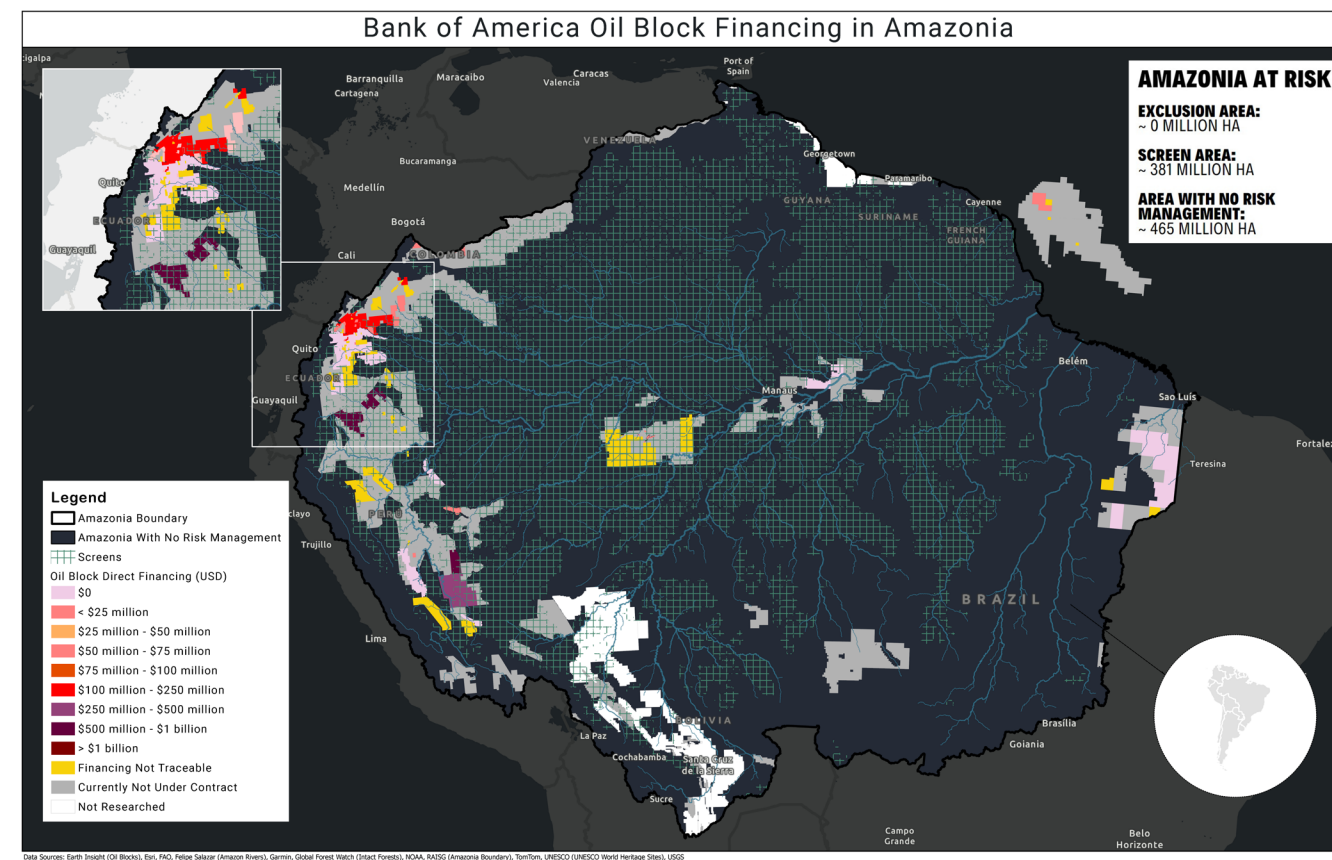 Bank of America Oil Block Financing in Amazonia
AMAZONIA AT RISK
EXCLUSION AREA:
~ 0 MILLION HA
SCREEN AREA:
~ 381 MILLION HA
AREA WITH NO RISK
MANAGEMENT:
~ 465 MILLION HA
cigalpa
Barranquilla
Maracaibo
Caracas
Valencia
Port of
Spain
Cartagena
VENEZUELA
Bucaramanga
Georgetown
Medellín
Paramaribo
GUYANA
Cayenne
SURINAME
Bogotá
FRENCH
GUIANA
Cali
COLOMBIA
Quito
ECUADOR
Guayaquil
Quito
ECUADOR
Guayaquil
Manaus
Belém
Sao Luís
Fortalez
Teresina
clayo
PERU
Trujillo
BRAZIL
Lima
BOLIVIA
La Paz
Cochabamba
Santa Cruz
de la Sierra
Sucre
Brasília
Goiania
Campo
Grande
Belo
Horizonte
Legend
Amazonia Boundary
Amazonia With No Risk Management
Screens
Oil Block Direct Financing (USD)
$0
< $25 million
$25 million - $50 million
$50 million - $75 million
$75 million - $100 million
$100 million - $250 million
$250 million - $500 million
$500 million - $1 billion
> $1 billion
Financing Not Traceable
Currently Not Under Contract
Not Researched
Data Sources: Earth Insight (Oil Blocks), Esri, FAO, Felipe Salazar (Amazon Rivers), Garmin, Global Forest Watch (Intact Forests), NOAA, RAISG (Amazonia Boundary), TomTom, UNESCO (UNESCO World Heritage Sites), USGS